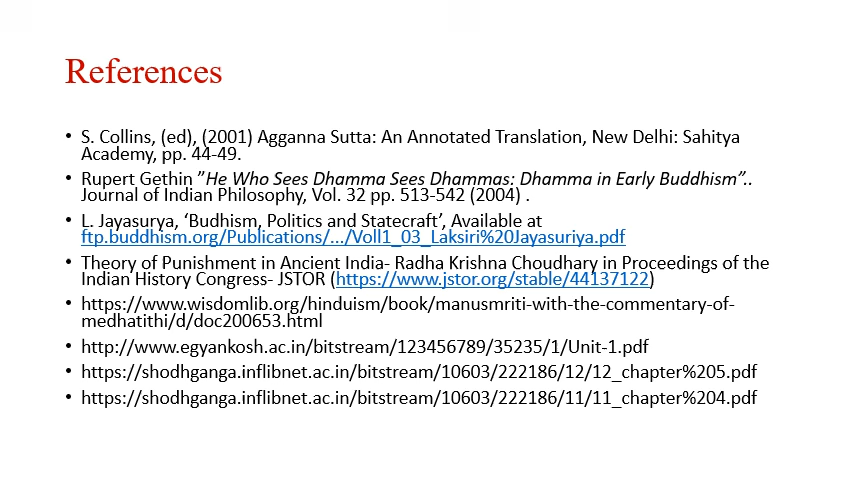 References
• S. Collins, (ed), (2001) Agganna Sutta: An Annotated Translation, New Delhi: Sahitya
Academy, pp. 44-49.
• Rupert Gethin ”He Who Sees Dhamma Sees Dhammas: Dhamma in Early Buddhism”..
Journal of Indian Philosophy, Vol. 32 pp. 513-542 (2004) .
• L. Jayasurya, ‘Budhism, Politics and Statecraft’, Available at
ftp.buddhism.org/Publications/.../Voll1_03_Laksiri%20Jayasuriya.pdf
• Theory of Punishment in Ancient India- Radha Krishna Choudhary in Proceedings of the
Indian History Congress- JSTOR (https://www.jstor.org/stable/44137122)
• https://www.wisdomlib.org/hinduism/book/manusmriti-with-the-commentary-of-
medhatithi/d/doc200653.html
• http://www.egyankosh.ac.in/bitstream/123456789/35235/1/Unit-1.pdf
• https://shodhganga.inflibnet.ac.in/bitstream/10603/222186/12/12_chapter%205.pdf
• https://shodhganga.inflibnet.ac.in/bitstream/10603/222186/11/11_chapter%204.pdf